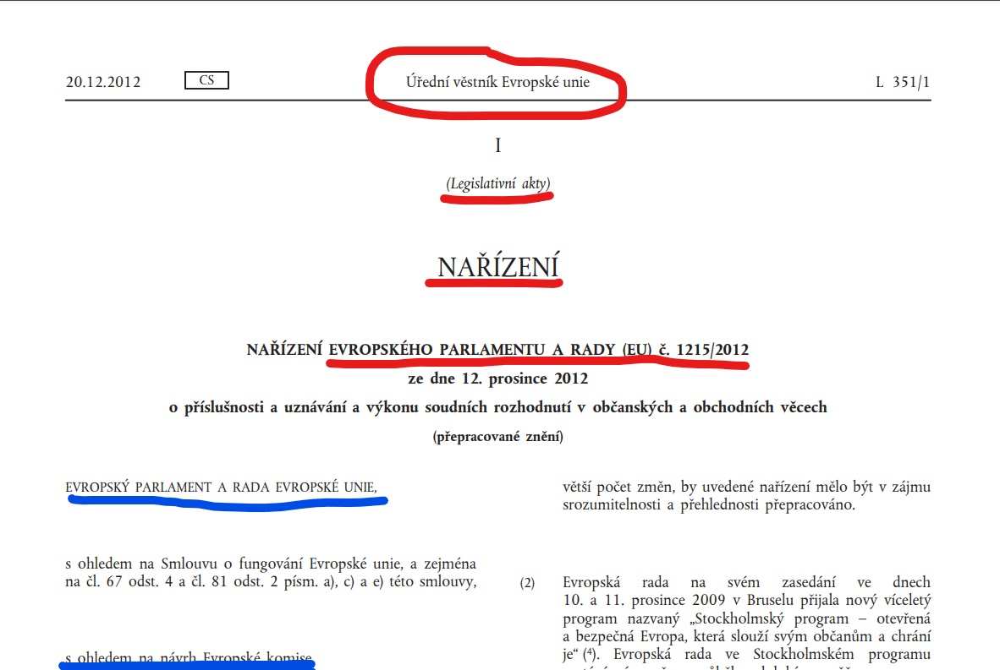 20.12.2012 CS Úřední věstník Evropské unie L 351/1
I
(Legislativní akty)
NAŘÍZENÍ
NAŘÍZENÍ EVROPSKÉHO PARLAMENTU A RADY (EU) č. 1215/2012
ze dne 12. prosince 2012
o příslušnosti a uznávání a výkonu soudních rozhodnutí v občanských a obchodních věcech
(přepracované znění)
EVROPSKÝ PARLAMENT A RADA EVROPSKÉ UNIE,
s ohledem na Smlouvu o fungování Evropské unie, a zejména
na čl. 67 odst. 4 a čl. 81 odst. 2 písm. a), c) a e) této smlouvy,
s ohledem na návrh Evropské komise
větší počet změn, by uvedené nařízení mělo být v zájmu
srozumitelnosti a přehlednosti přepracováno.
(2) Evropská rada na svém zasedání ve dnech
10. a 11. prosince 2009 v Bruselu přijala nový víceletý
program nazvaný „Stockholmský program – otevřená
a bezpečná Evropa, která slouží svým občanům a chrání
je“ (4). Evropská rada ve Stockholmském programu